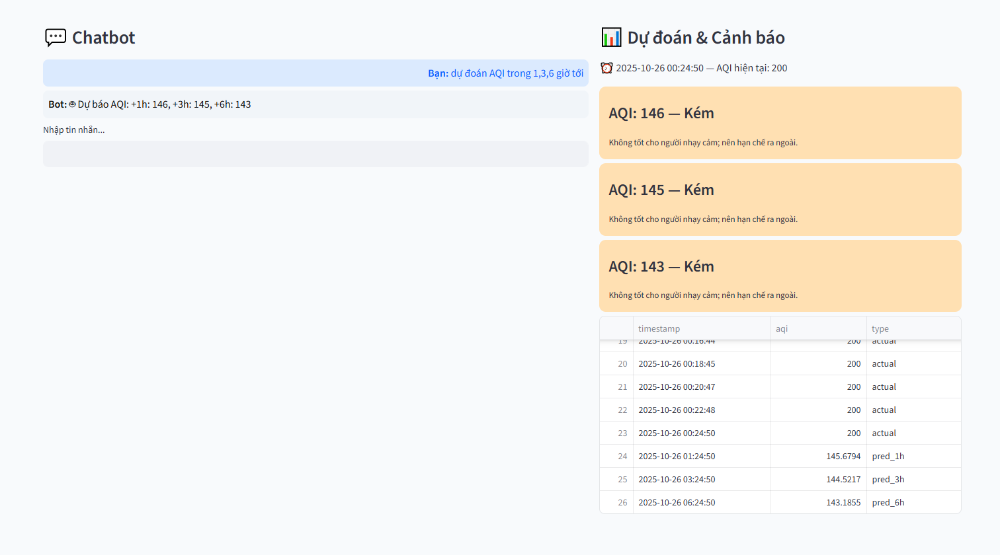 💬 Chatbot
Bạn: dự đoán AQI trong 1,3,6 giờ tới
Bot: Dự báo AQI: +1h: 146, +3h: 145, +6h: 143
Nhập tin nhắn...
📊 Dự đoán & Cảnh báo
⏰ 2025-10-26 00:24:50 — AQI hiện tại: 200
AQI: 146 — Kém
Không tốt cho người nhạy cảm; nên hạn chế ra ngoài.
AQI: 145 — Kém
Không tốt cho người nhạy cảm; nên hạn chế ra ngoài.
AQI: 143 — Kém
Không tốt cho người nhạy cảm; nên hạn chế ra ngoài.
timestamp aqi type
19 2025-10-26 00:16:44 200 actual
20 2025-10-26 00:18:45 200 actual
21 2025-10-26 00:20:47 200 actual
22 2025-10-26 00:22:48 200 actual
23 2025-10-26 00:24:50 200 actual
24 2025-10-26 01:24:50 145.6794 pred_1h
25 2025-10-26 03:24:50 144.5217 pred_3h
26 2025-10-26 06:24:50 143.1855 pred_6h